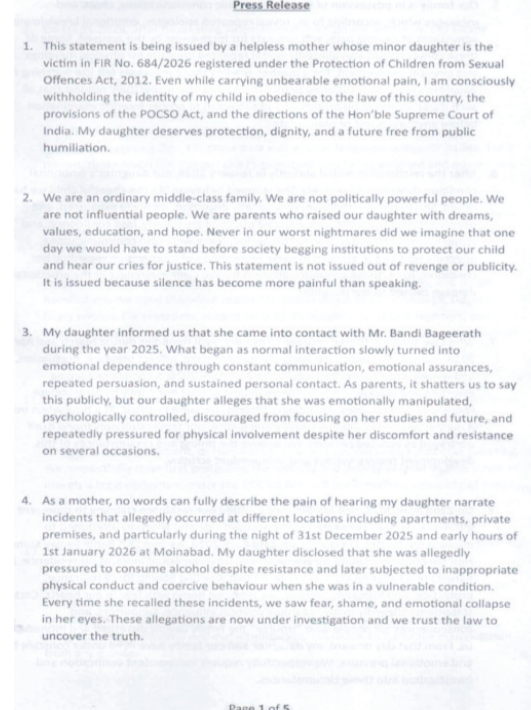 Press Release
1. This statement is being issued by a helpless mother whose minor daughter is the
victim in FIR No. 684/2026 registered under the Protection of Children from Sexual
Offences Act, 2012. Even while carrying unbearable emotional pain, I am consciously
withholding the identity of my child in obedience to the law of this country, the
provisions of the POCSO Act, and the directions of the Hon'ble Supreme Court of
India. My daughter deserves protection, dignity, and a future free from public
humiliation.
2. We are an ordinary middle-class family. We are not politically powerful people. We
are not influential people. We are parents who raised our daughter with dreams,
values, education, and hope. Never in our worst nightmares did we imagine that one
day we would have to stand before society begging institutions to protect our child
and hear our cries for justice. This statement is not issued out of revenge or publicity.
It is issued because silence has become more painful than speaking.
3. My daughter informed us that she came into contact with Mr. Bandi Bageerath
during the year 2025. What began as normal interaction slowly turned into
emotional dependence through constant communication, emotional assurances,
repeated persuasion, and sustained personal contact. As parents, it shatters us to say
this publicly, but our daughter alleges that she was emotionally manipulated,
psychologically controlled, discouraged from focusing on her studies and future, and
repeatedly pressured for physical involvement despite her discomfort and resistance
on several occasions.
4. As a mother, no words can fully describe the pain of hearing my daughter narrate
incidents that allegedly occurred at different locations including apartments, private
premises, and particularly during the night of 31st December 2025 and early hours of
1st January 2026 at Moinabad. My daughter disclosed that she was allegedly
pressured to consume alcohol despite resistance and later subjected to inappropriate
physical conduct and coercive behaviour when she was in a vulnerable condition.
Every time she recalled these incidents, we saw fear, shame, and emotional collapse
in her eyes. These allegations are now under investigation and we trust the law to
uncover the truth.
Page 1 of 5